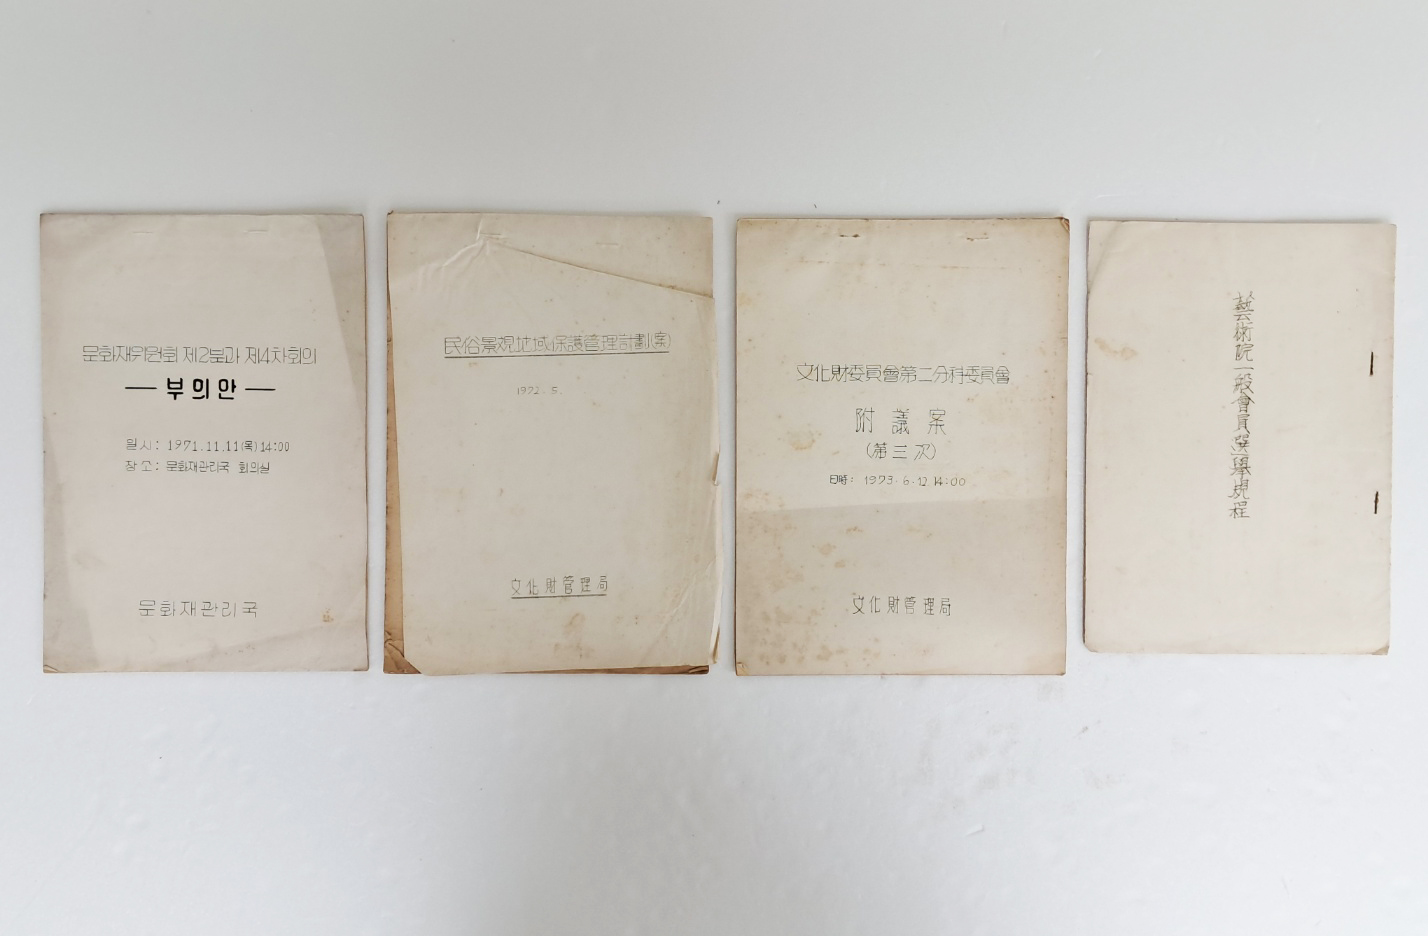 문화재위원회 제2분과 제4차회의
— 부의안 —
일시: 1971.11.11(목)14:00
장소: 문화재관리국 회의실
문화재관리국
民俗景観地域保護管理計劃(案)
1972. 5.
文化財管理局
文化財委員會第二分科委員會
附議案
(第三次)
日時: 1973.6.12 14:00
文化財管理局
藝術院一般會員選擧規程